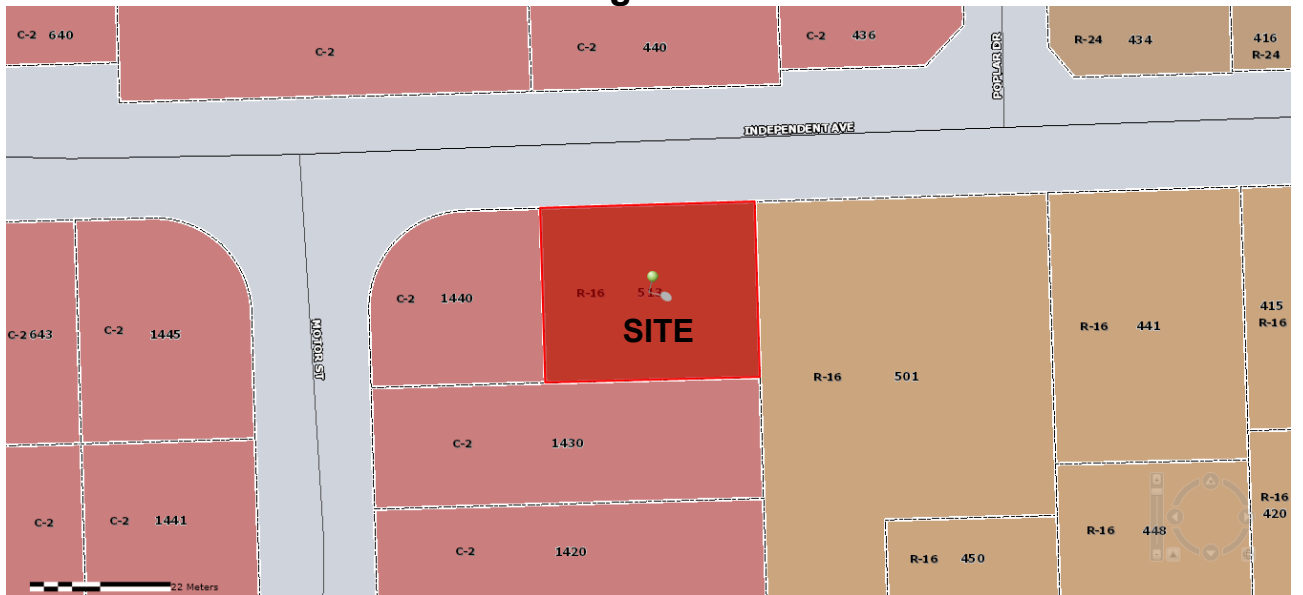 g
C-2 640
C-2
C-2 440
C-2 436
POPLAR DR
R-24 434
416
R-24
INDEPENDENT AVE
C-2 643
C-2 1445
MOTOR ST
C-2 1440
R-16
SITE
R-16 501
R-16 441
415
R-16
C-2 1430
C-2
C-2 1441
C-2 1420
R-16 450
R-16 448
R-16
420
22 Meters